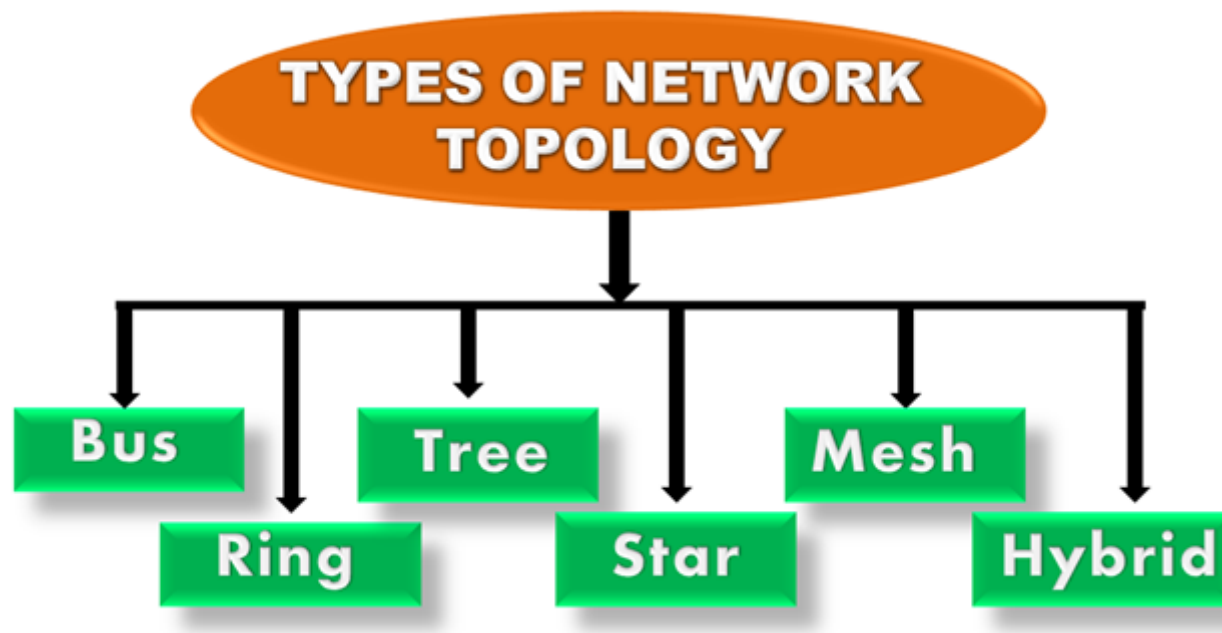 TYPES OF NETWORK
TOPOLOGY
Bus
Tree
Mesh
Ring
Star
Hybrid